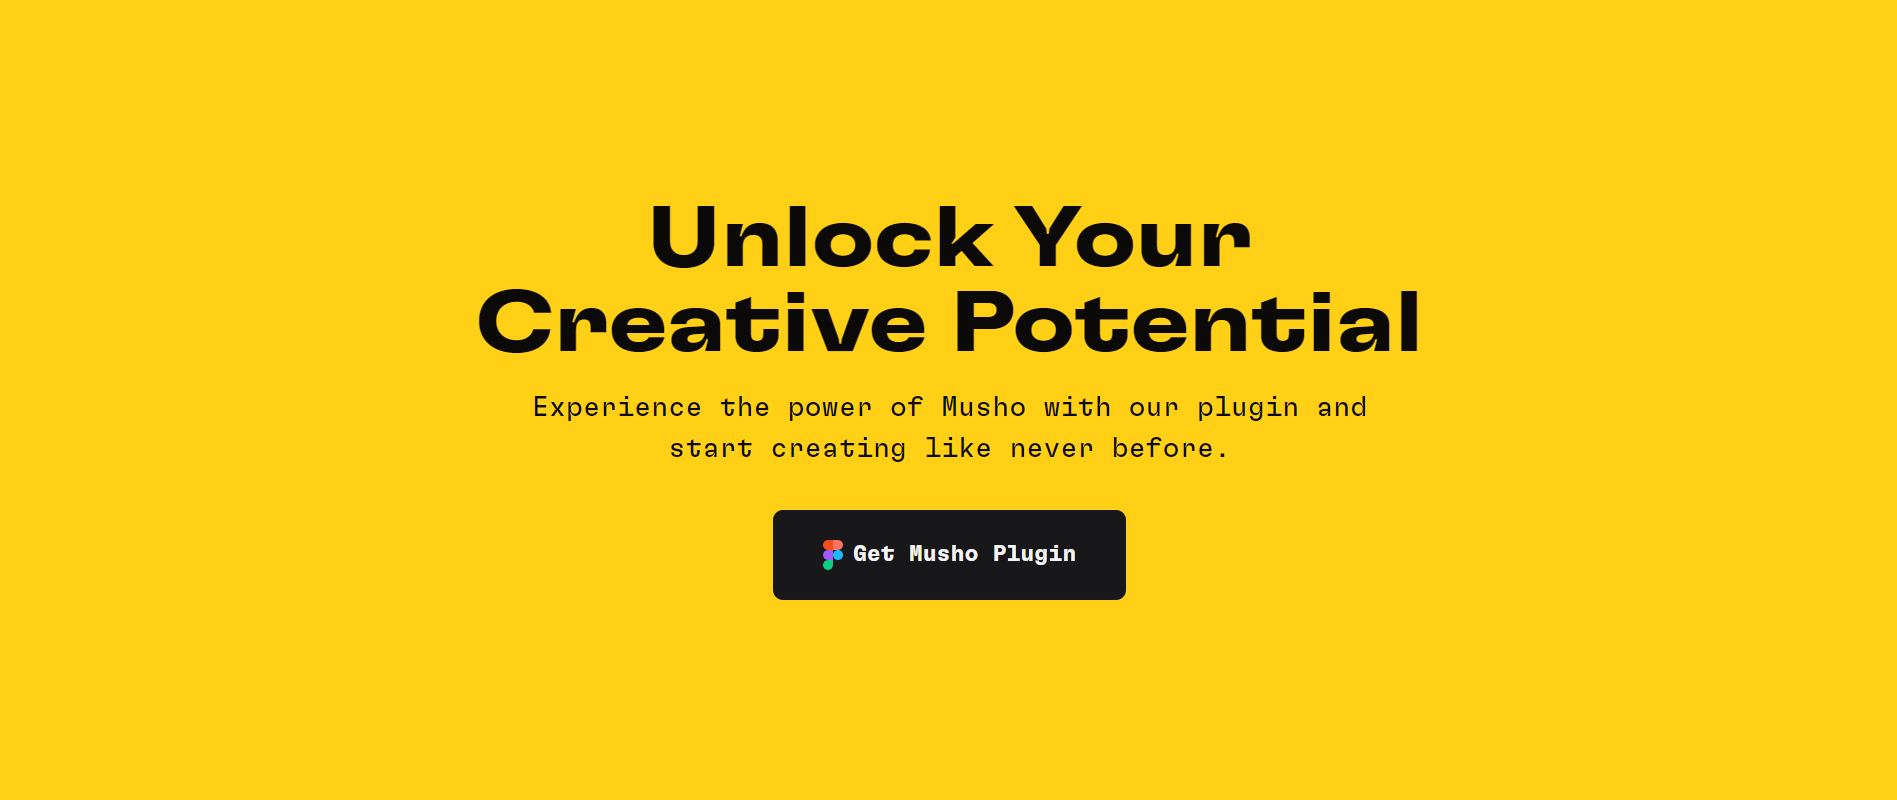 Unlock Your
Creative Potential
Experience the power of Musho with our plugin and
start creating like never before.
Get Musho Plugin